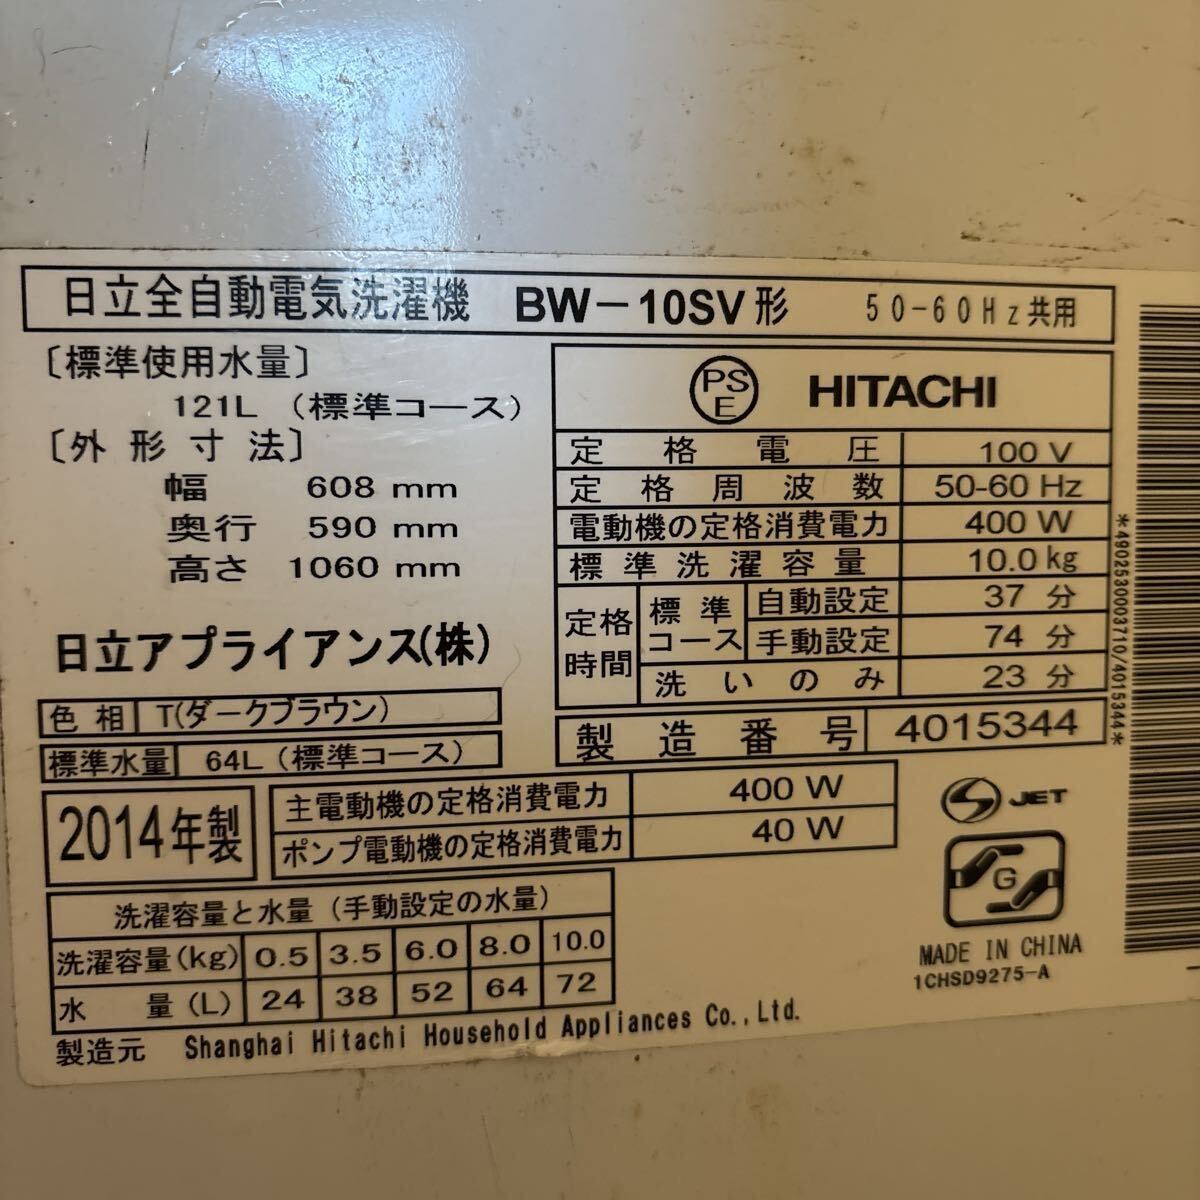 日立全自動電気洗濯機 BW-10SV形 50-60Hz共用
〔標準使用水量〕
121L (標準コース)
〔外形寸法〕
幅 608 mm
奥行 590 mm
高さ 1060 mm
日立アプライアンス(株)
色相 T(ダークブラウン)
標準水量 64L (標準コース)
PSE HITACHI
定格電圧 100 V
定格周波数 50-60 Hz
電動機の定格消費電力 400 W
標準洗濯容量 10.0kg
定格時間 標準コース 自動設定 37 分
手動設定 74 分
洗いのみ 23 分
製造番号 4015344
2014年製
主電動機の定格消費電力 400 W
ポンプ電動機の定格消費電力 40 W
洗濯容量と水量 (手動設定の水量)
洗濯容量(kg) 0.5 3.5 6.0 8.0 10.0
水量(L) 24 38 52 64 72
製造元 Shanghai Hitachi Household Appliances Co.,Ltd.
S JET
G
MADE IN CHINA
1CHSD9275-A
*4902530003710/4015344*